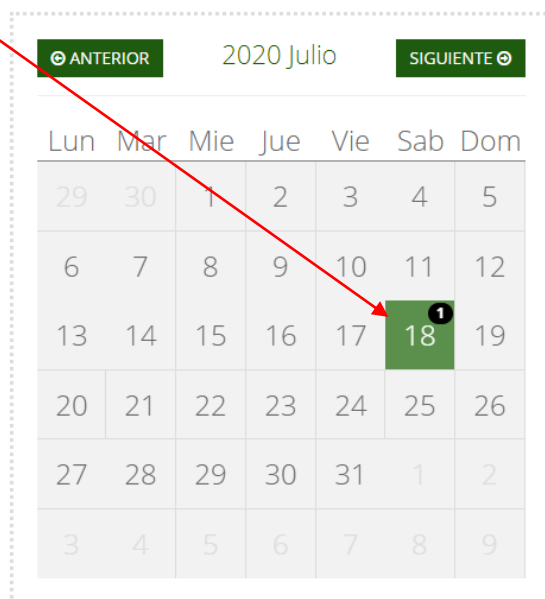 ANTERIOR 2020 Julio SIGUIENTE
Lun Mar Mie Jue Vie Sab Dom
29 30 1 2 3 4 5
6 7 8 9 10 11 12
13 14 15 16 17 18 1 19
20 21 22 23 24 25 26
27 28 29 30 31 1 2
3 4 5 6 7 8 9